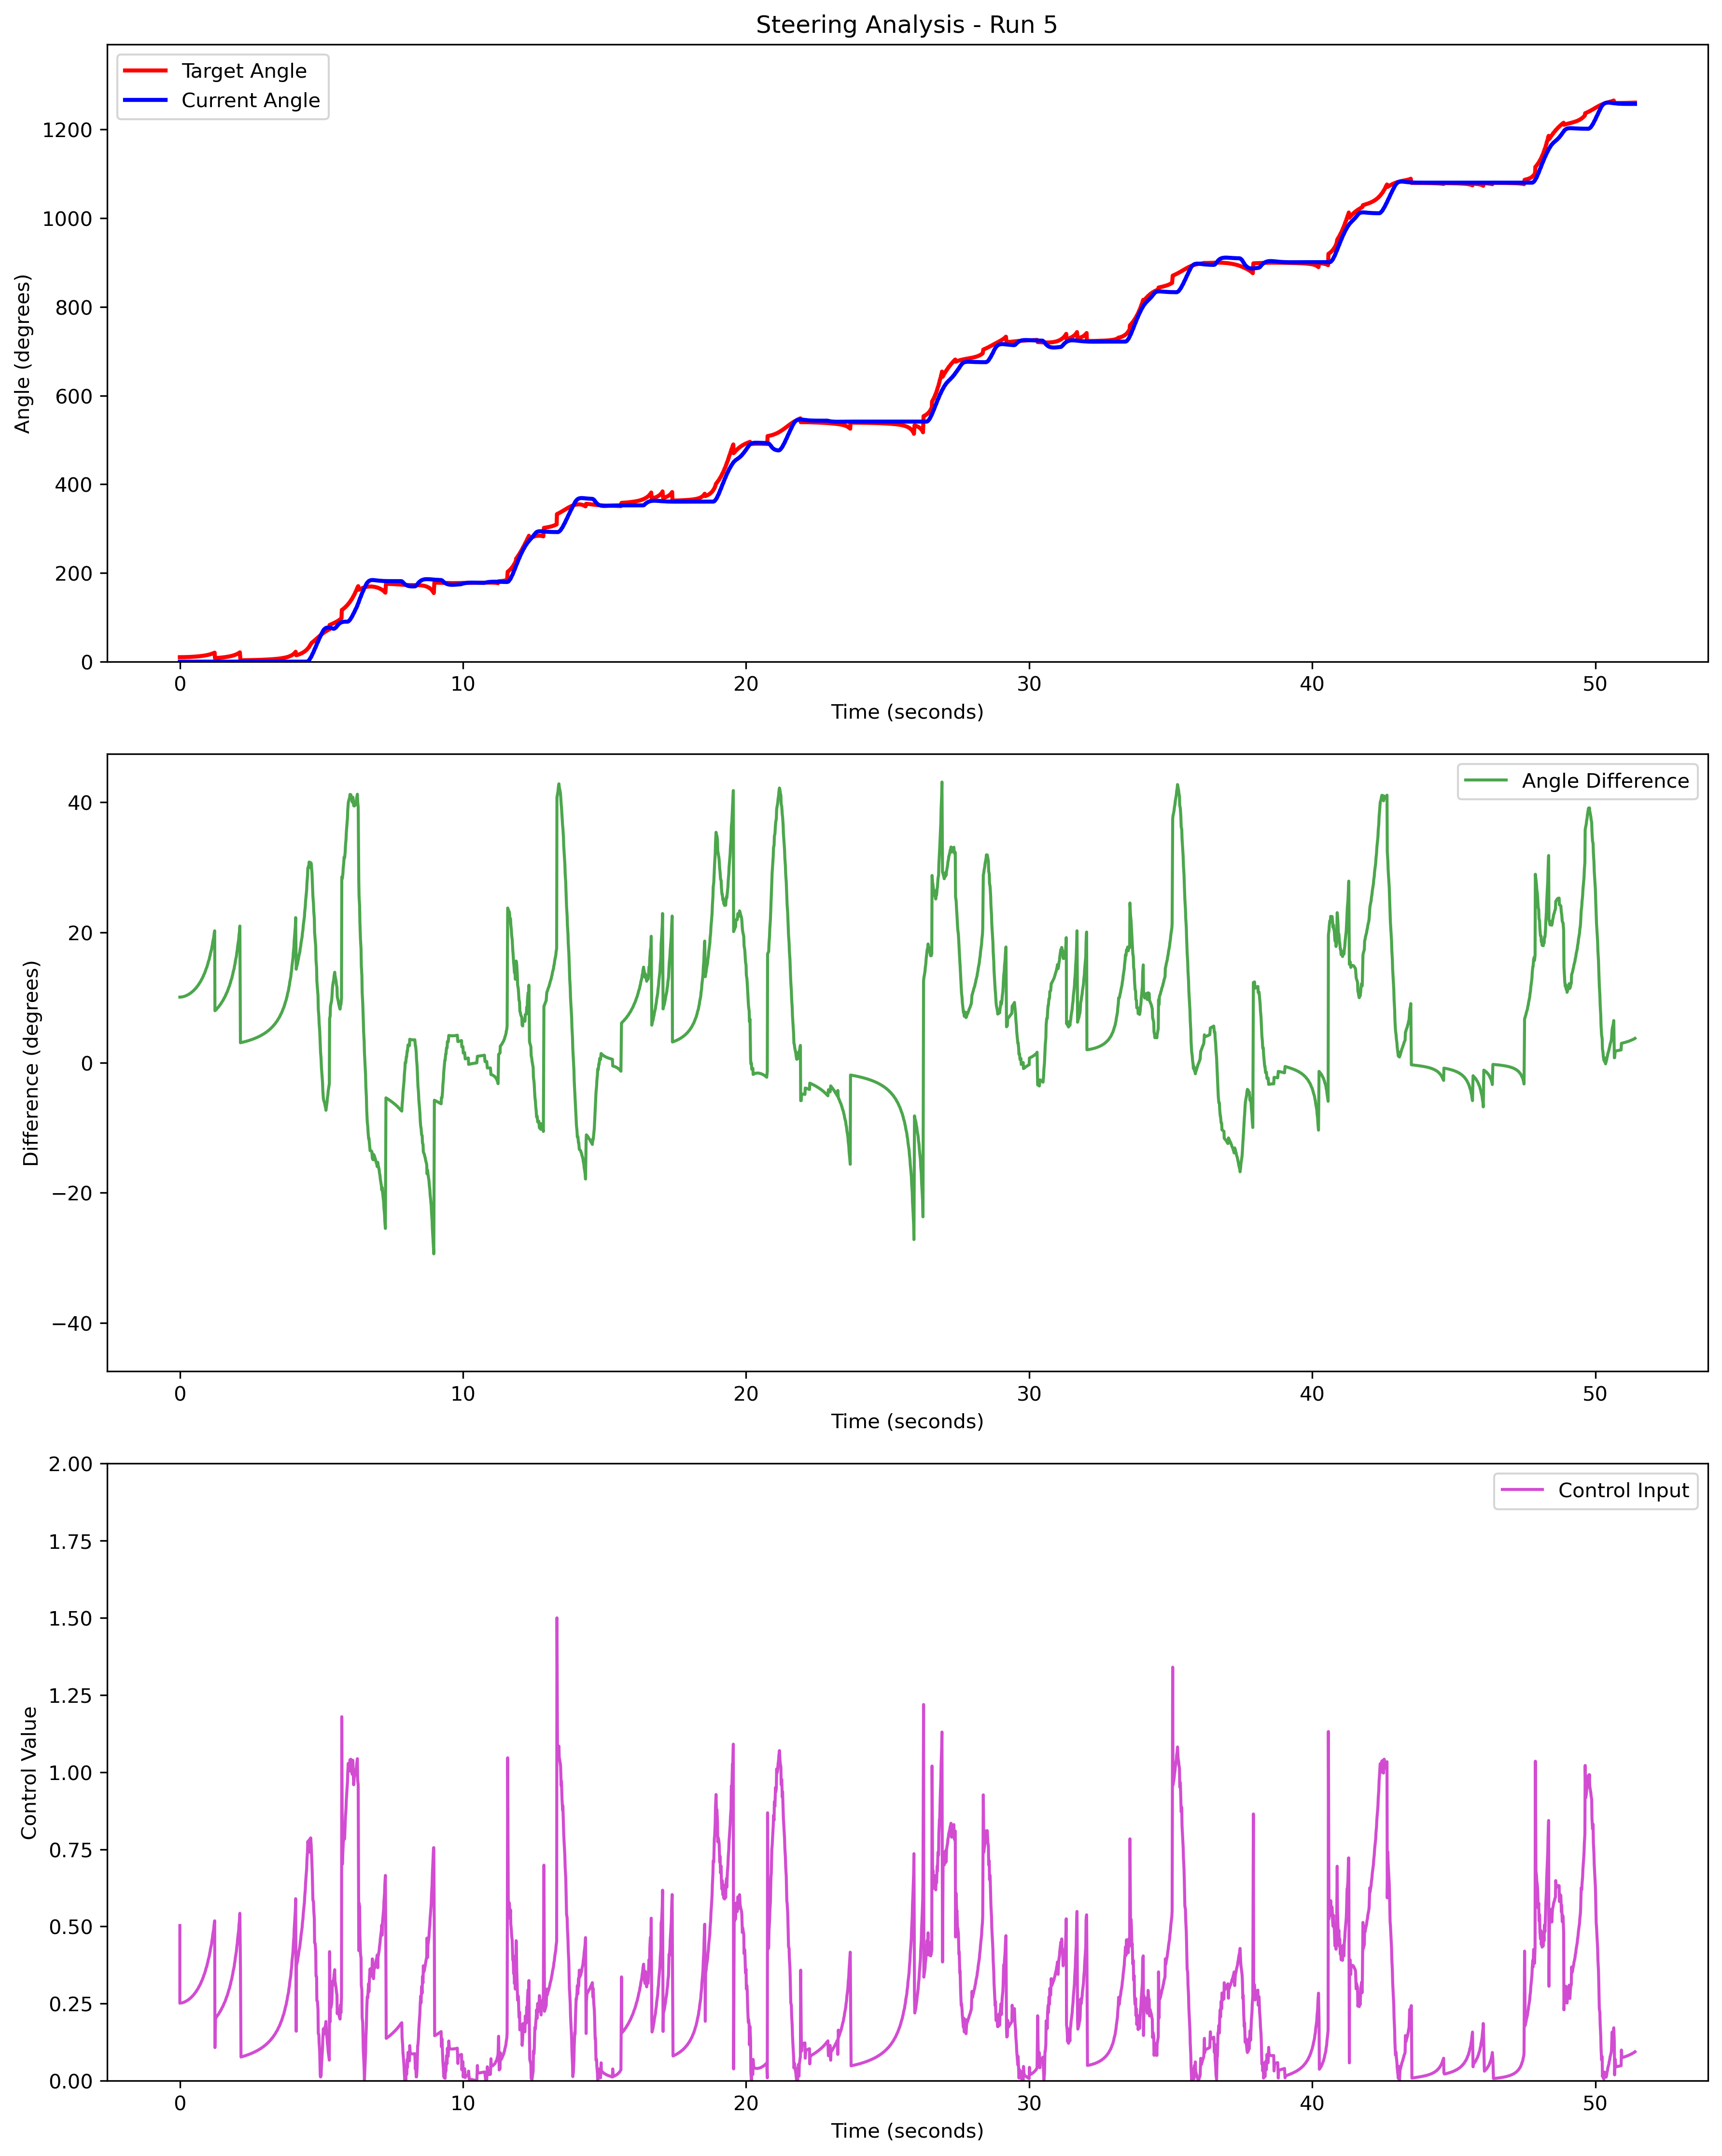 Steering Analysis - Run 5
Target Angle
Current Angle
Angle (degrees)
1200
1000
800
600
400
200
0
0 10 20 30 40 50
Time (seconds)
Angle Difference
Difference (degrees)
40
20
0
−20
−40
0 10 20 30 40 50
Time (seconds)
Control Input
Control Value
2.00
1.75
1.50
1.25
1.00
0.75
0.50
0.25
0.00
0 10 20 30 40 50
Time (seconds)